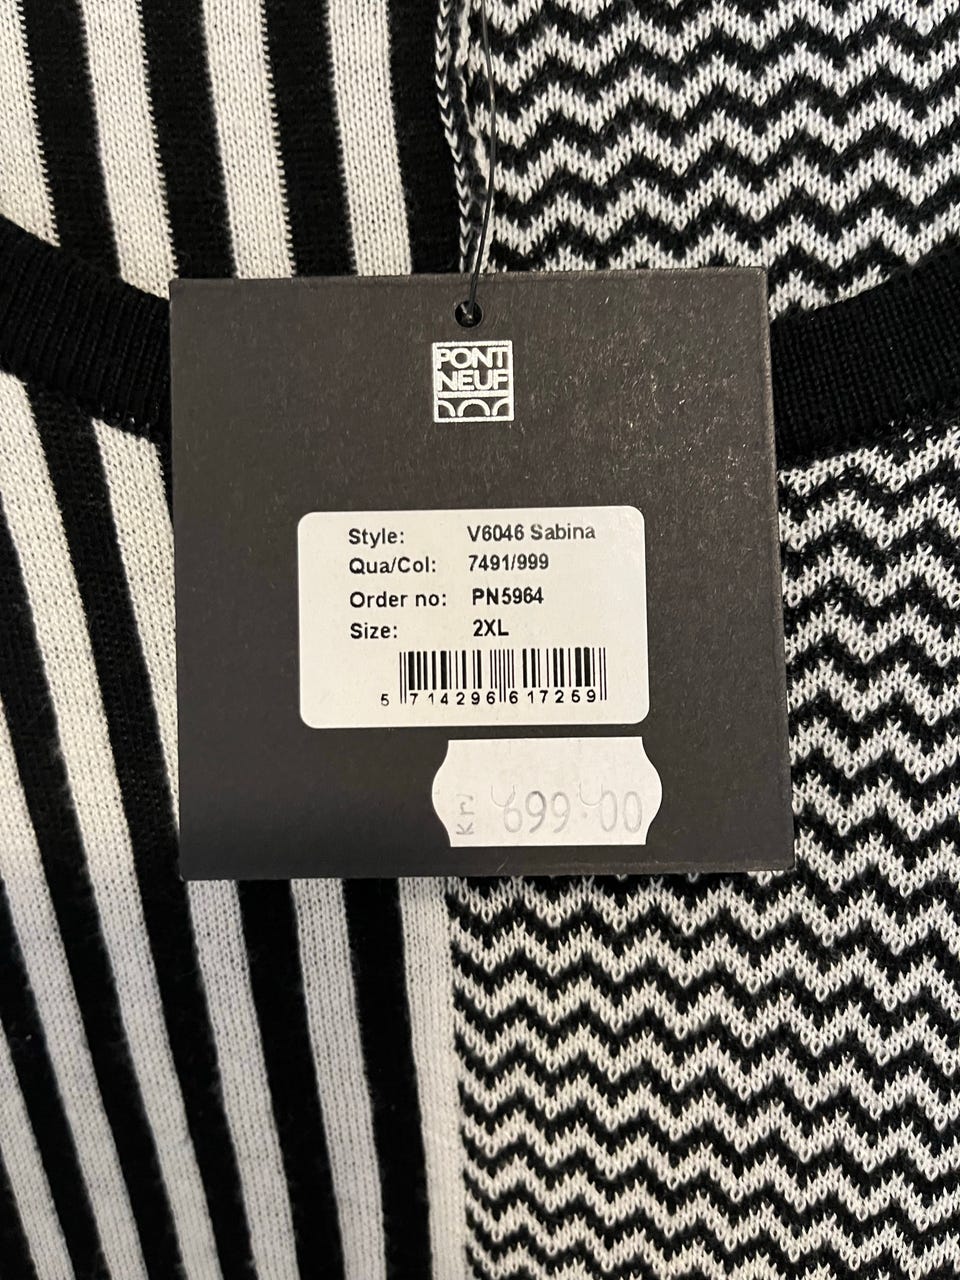 PONT
NEUF
Style: V6046 Sabina
Qua/Col: 7491/999
Order no: PN5964
Size: 2XL
5 714296 617259
kr. 699.00